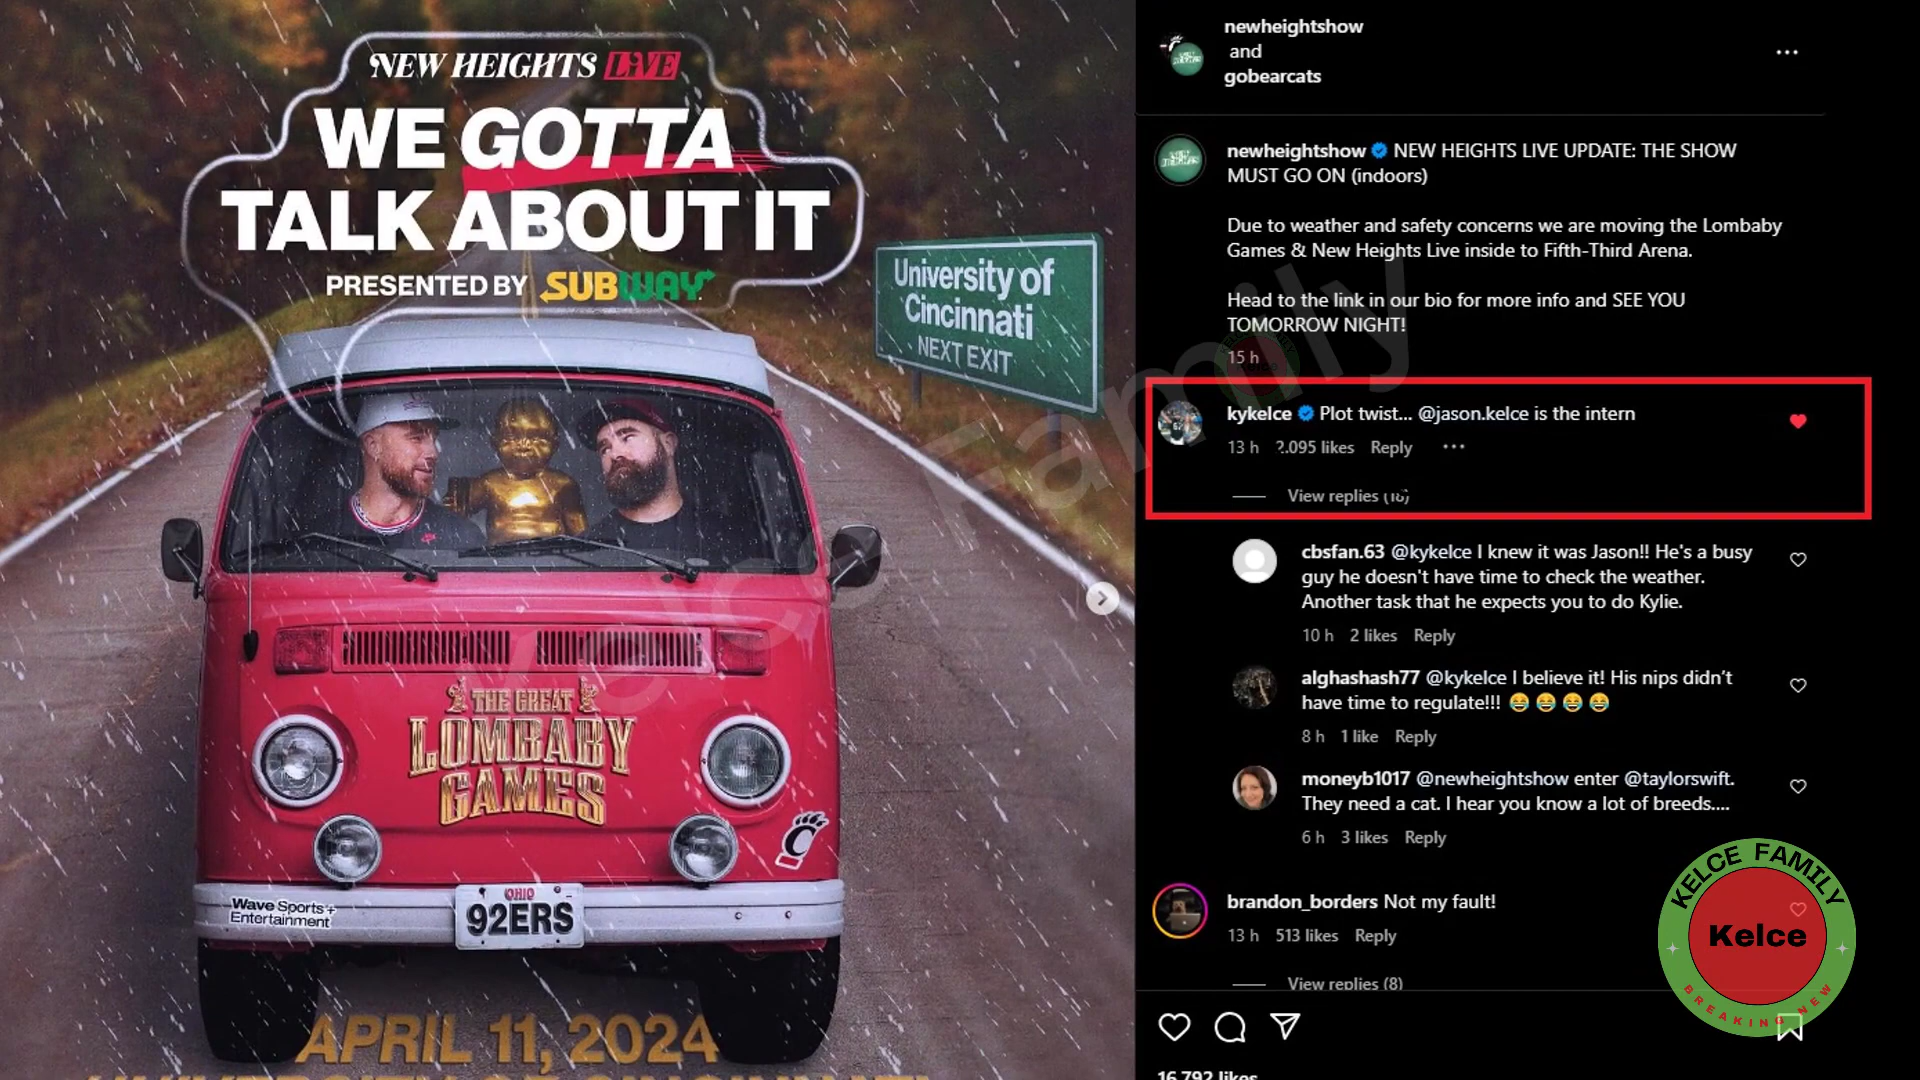 NEW HEIGHTS LIVE
WE GOTTA
TALK ABOUT IT
PRESENTED BY SUBWAY
University of
Cincinnati
NEXT EXIT
THE GREAT
LOMBABY
GAMES
Wave Sports+
Entertainment
OHIO
92ERS
C
APRIL 11, 2024
UNIVERSITY OF CINCINNATI
newheightshow
and
gobearcats
newheightshow NEW HEIGHTS LIVE UPDATE: THE SHOW
MUST GO ON (indoors)
Due to weather and safety concerns we are moving the Lombaby
Games & New Heights Live inside to Fifth-Third Arena.
Head to the link in our bio for more info and SEE YOU
TOMORROW NIGHT!
15 h
kykelce Plot twist... @jason.kelce is the intern
13 h 2.095 likes Reply
View replies (16)
cbsfan.63 @kykelce I knew it was Jason!! He's a busy
guy he doesn't have time to check the weather.
Another task that he expects you to do Kylie.
10 h 2 likes Reply
alghashash77 @kykelce I believe it! His nips didn’t
have time to regulate!!! 😂 😂 😂 😂
8 h 1 like Reply
moneyb1017 @newheightshow enter @taylorswift.
They need a cat. I hear you know a lot of breeds....
6 h 3 likes Reply
brandon_borders Not my fault!
13 h 513 likes Reply
View replies (8)
16.792 likes
Kelce Family
KELCE FAMILY
Kelce
BREAKING NEW